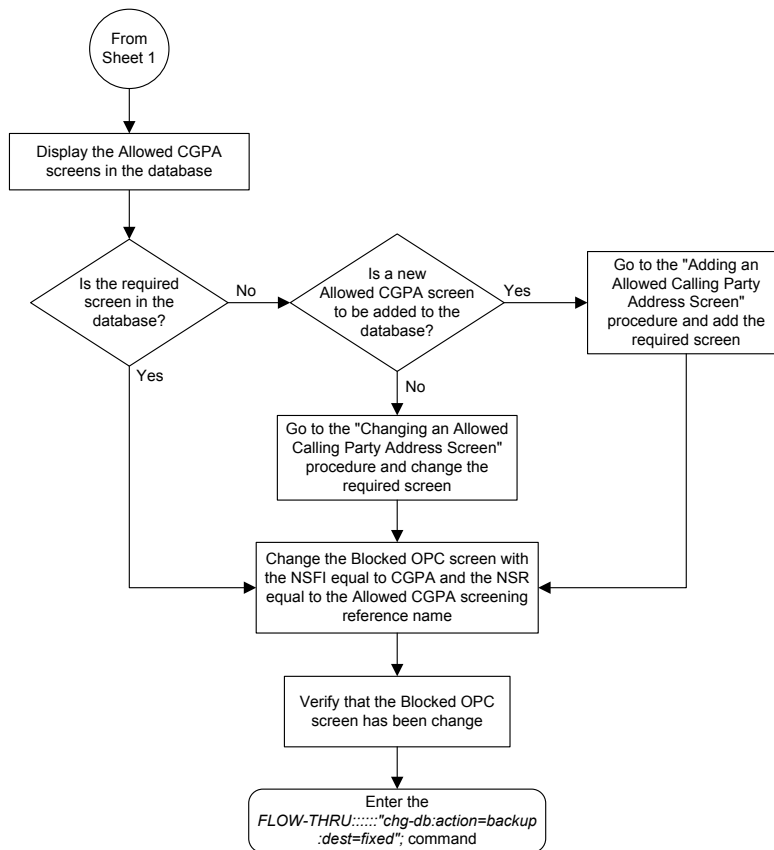 From
Sheet 1
Display the Allowed CGPA
screens in the database
Is the required
screen in the
database?
No
Yes
Is a new
Allowed CGPA screen
to be added to the
database?
Yes
No
Go to the "Adding an
Allowed Calling Party
Address Screen"
procedure and add the
required screen
Go to the "Changing an Allowed
Calling Party Address Screen"
procedure and change the
required screen
Change the Blocked OPC screen with
the NSFI equal to CGPA and the NSR
equal to the Allowed CGPA screening
reference name
Verify that the Blocked OPC
screen has been change
Enter the
FLOW-THRU::::::"chg-db:action=backup
:dest=fixed"; command